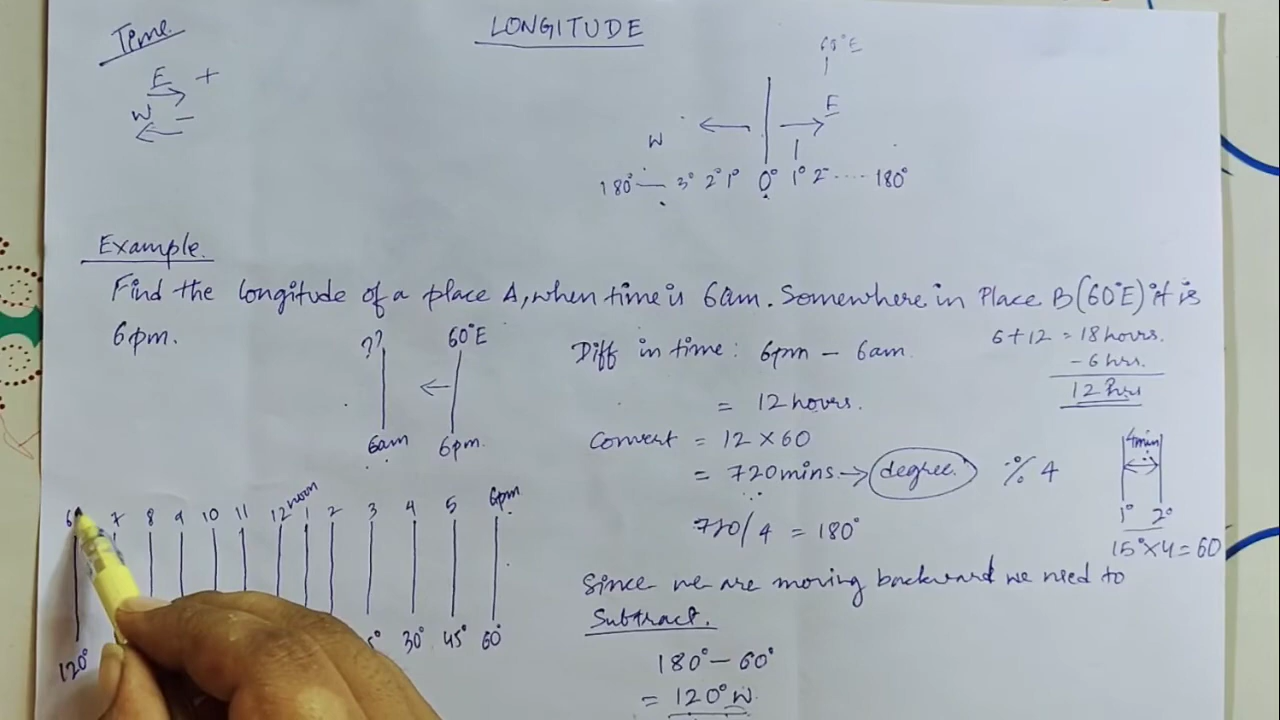 Time.
LONGITUDE
E +
W −
60°E
E
W
180° — 3° 2° 1° 0° 1° 2 ····· 180°
Example.
Find the longitude of a place A, when time is 6am. Somewhere in Place B (60°E) it is
6pm.
?? 60°E
6am 6pm.
Diff in time: 6pm − 6am.
= 12 hours.
Convert = 12 × 60
= 720 mins → degree. % 4
720/4 = 180°
6 + 12 = 18 hours.
− 6 hrs.
12 hrs
4min
1° 2°
15° × 4 = 60
Since we are moving backward we need to
Subtract.
180° − 60°
= 120° W.
6 7 8 9 10 11 12 noon 1 2 3 4 5 6pm
120° 30° 45° 60°